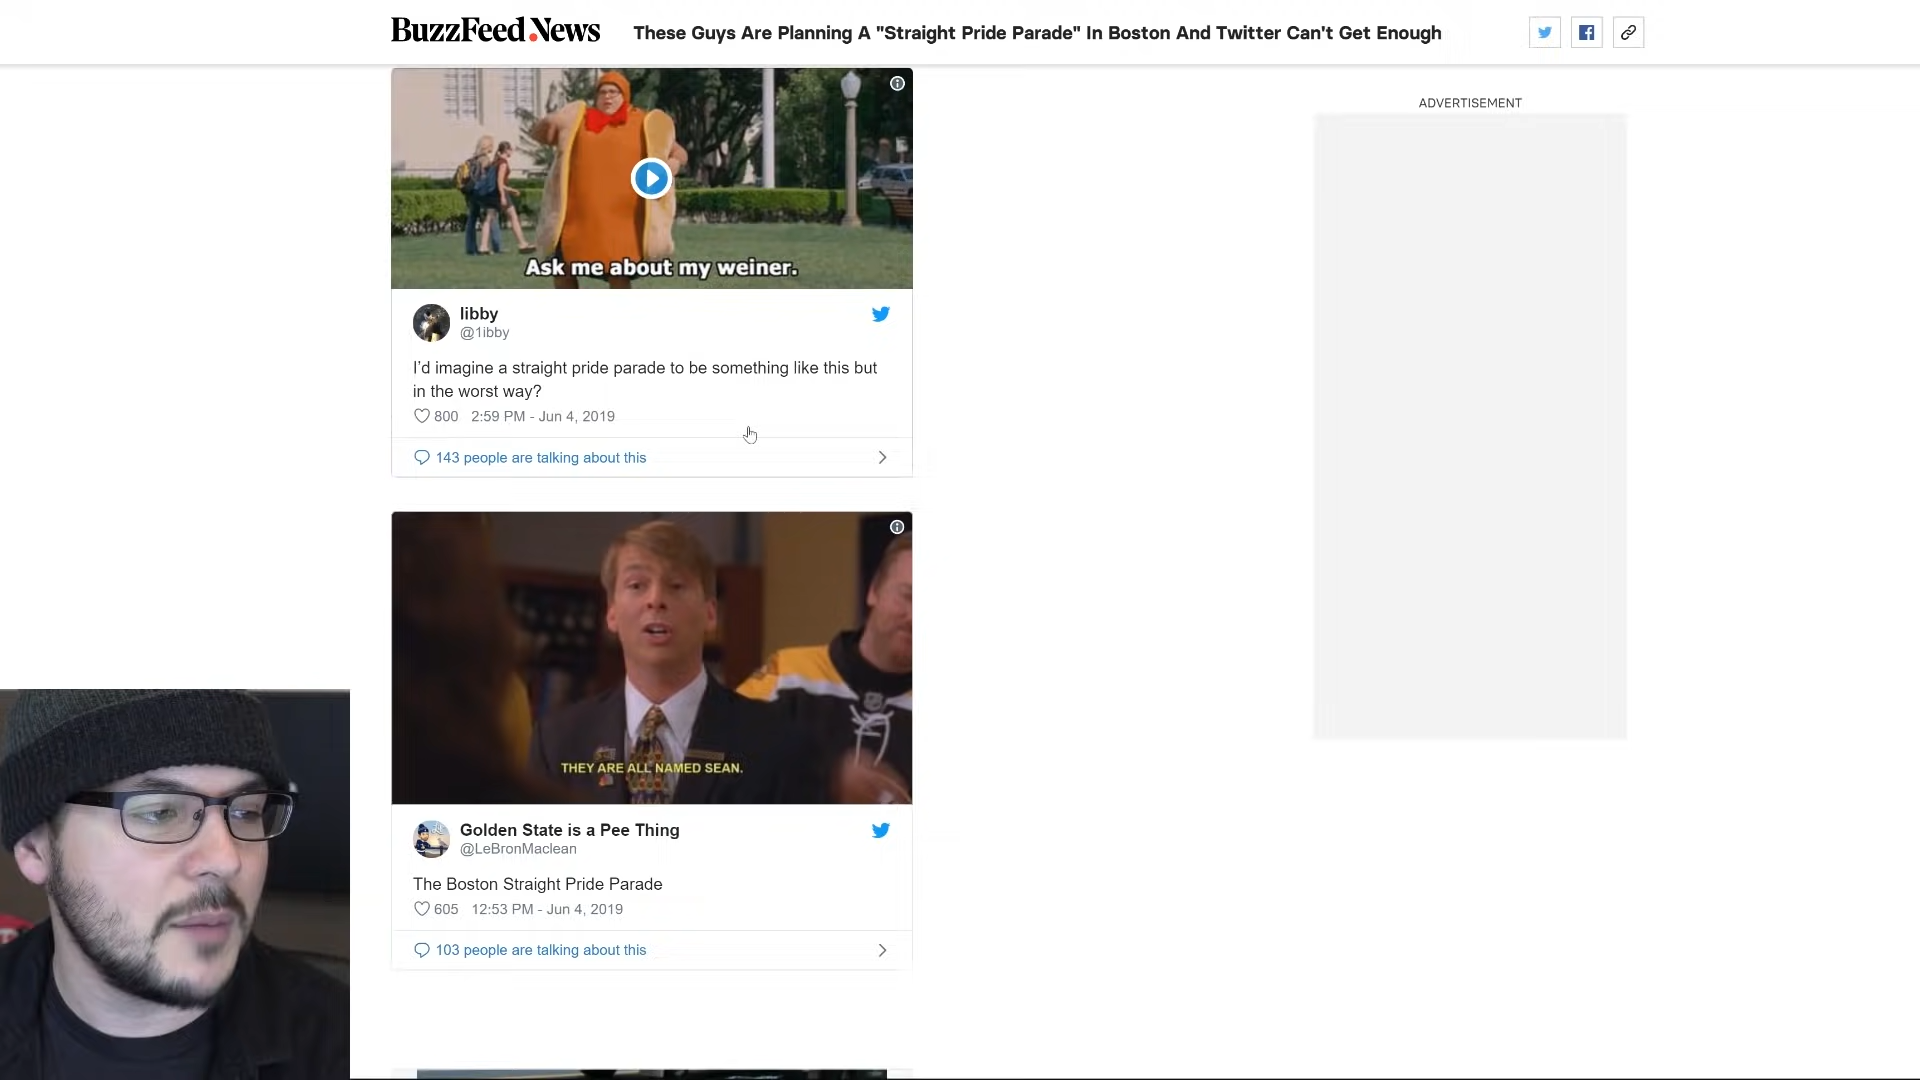 BuzzFeed News
These Guys Are Planning A "Straight Pride Parade" In Boston And Twitter Can't Get Enough
ADVERTISEMENT
Ask me about my weiner.
libby
@1ibby
I'd imagine a straight pride parade to be something like this but
in the worst way?
800 2:59 PM - Jun 4, 2019
143 people are talking about this
THEY ARE ALL NAMED SEAN.
Golden State is a Pee Thing
@LeBronMaclean
The Boston Straight Pride Parade
605 12:53 PM - Jun 4, 2019
103 people are talking about this